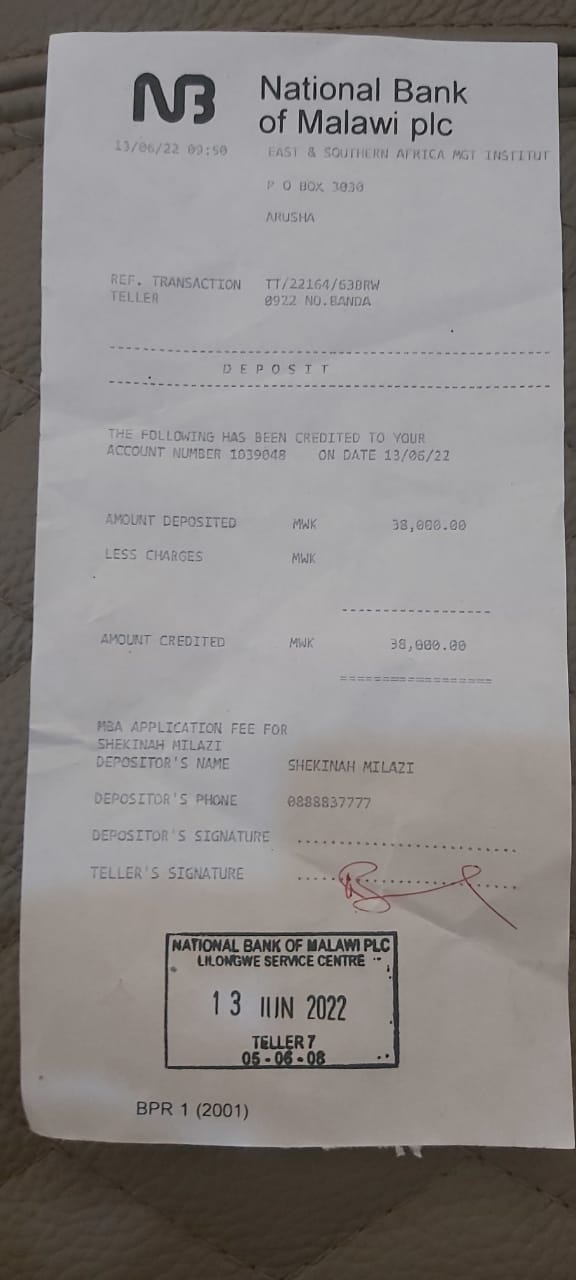 NB National Bank
of Malawi plc
13/06/22 09:50 EAST & SOUTHERN AFRICA MGT INSTITUT
P O BOX 3030
ARUSHA
REF. TRANSACTION TT/22164/63BRW
TELLER 0922 NO.BANDA
DEPOSIT
THE FOLLOWING HAS BEEN CREDITED TO YOUR
ACCOUNT NUMBER 1039048 ON DATE 13/06/22
AMOUNT DEPOSITED MWK 38,000.00
LESS CHARGES MWK
AMOUNT CREDITED MWK 38,000.00
MBA APPLICATION FEE FOR
SHEKINAH MILAZI
DEPOSITOR'S NAME SHEKINAH MILAZI
DEPOSITOR'S PHONE 0888837777
DEPOSITOR'S SIGNATURE
TELLER'S SIGNATURE
NATIONAL BANK OF MALAWI PLC
LILONGWE SERVICE CENTRE
13 JUN 2022
TELLER 7
05-06-08
BPR 1 (2001)